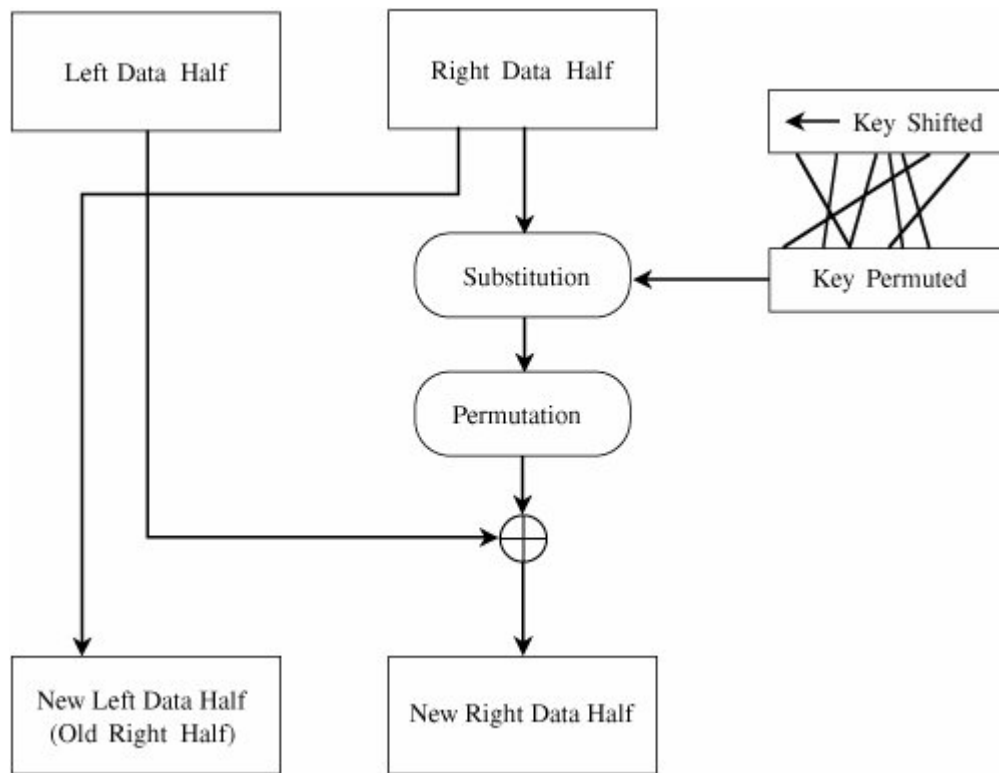 Left Data Half
Right Data Half
Key Shifted
Substitution
Key Permuted
Permutation
New Left Data Half
(Old Right Half)
New Right Data Half